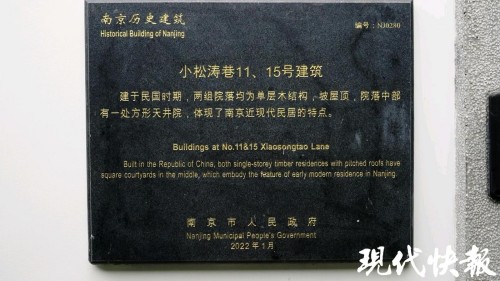 南京历史建筑
Historical Building of Nanjing
编号：NJ0280
小松涛巷11、15号建筑
建于民国时期，两组院落均为单层木结构，坡屋顶，院落中部
有一处方形天井院，体现了南京近现代民居的特点。
Buildings at No.11&15 Xiaosongtao Lane
Built in the Republic of China, both single-storey timber residences with pitched roofs have
square courtyards in the middle, which embody the feature of early modern residence in Nanjing.
南京市人民政府
Nanjing Municipal People's Government
2022年1月
现代快報